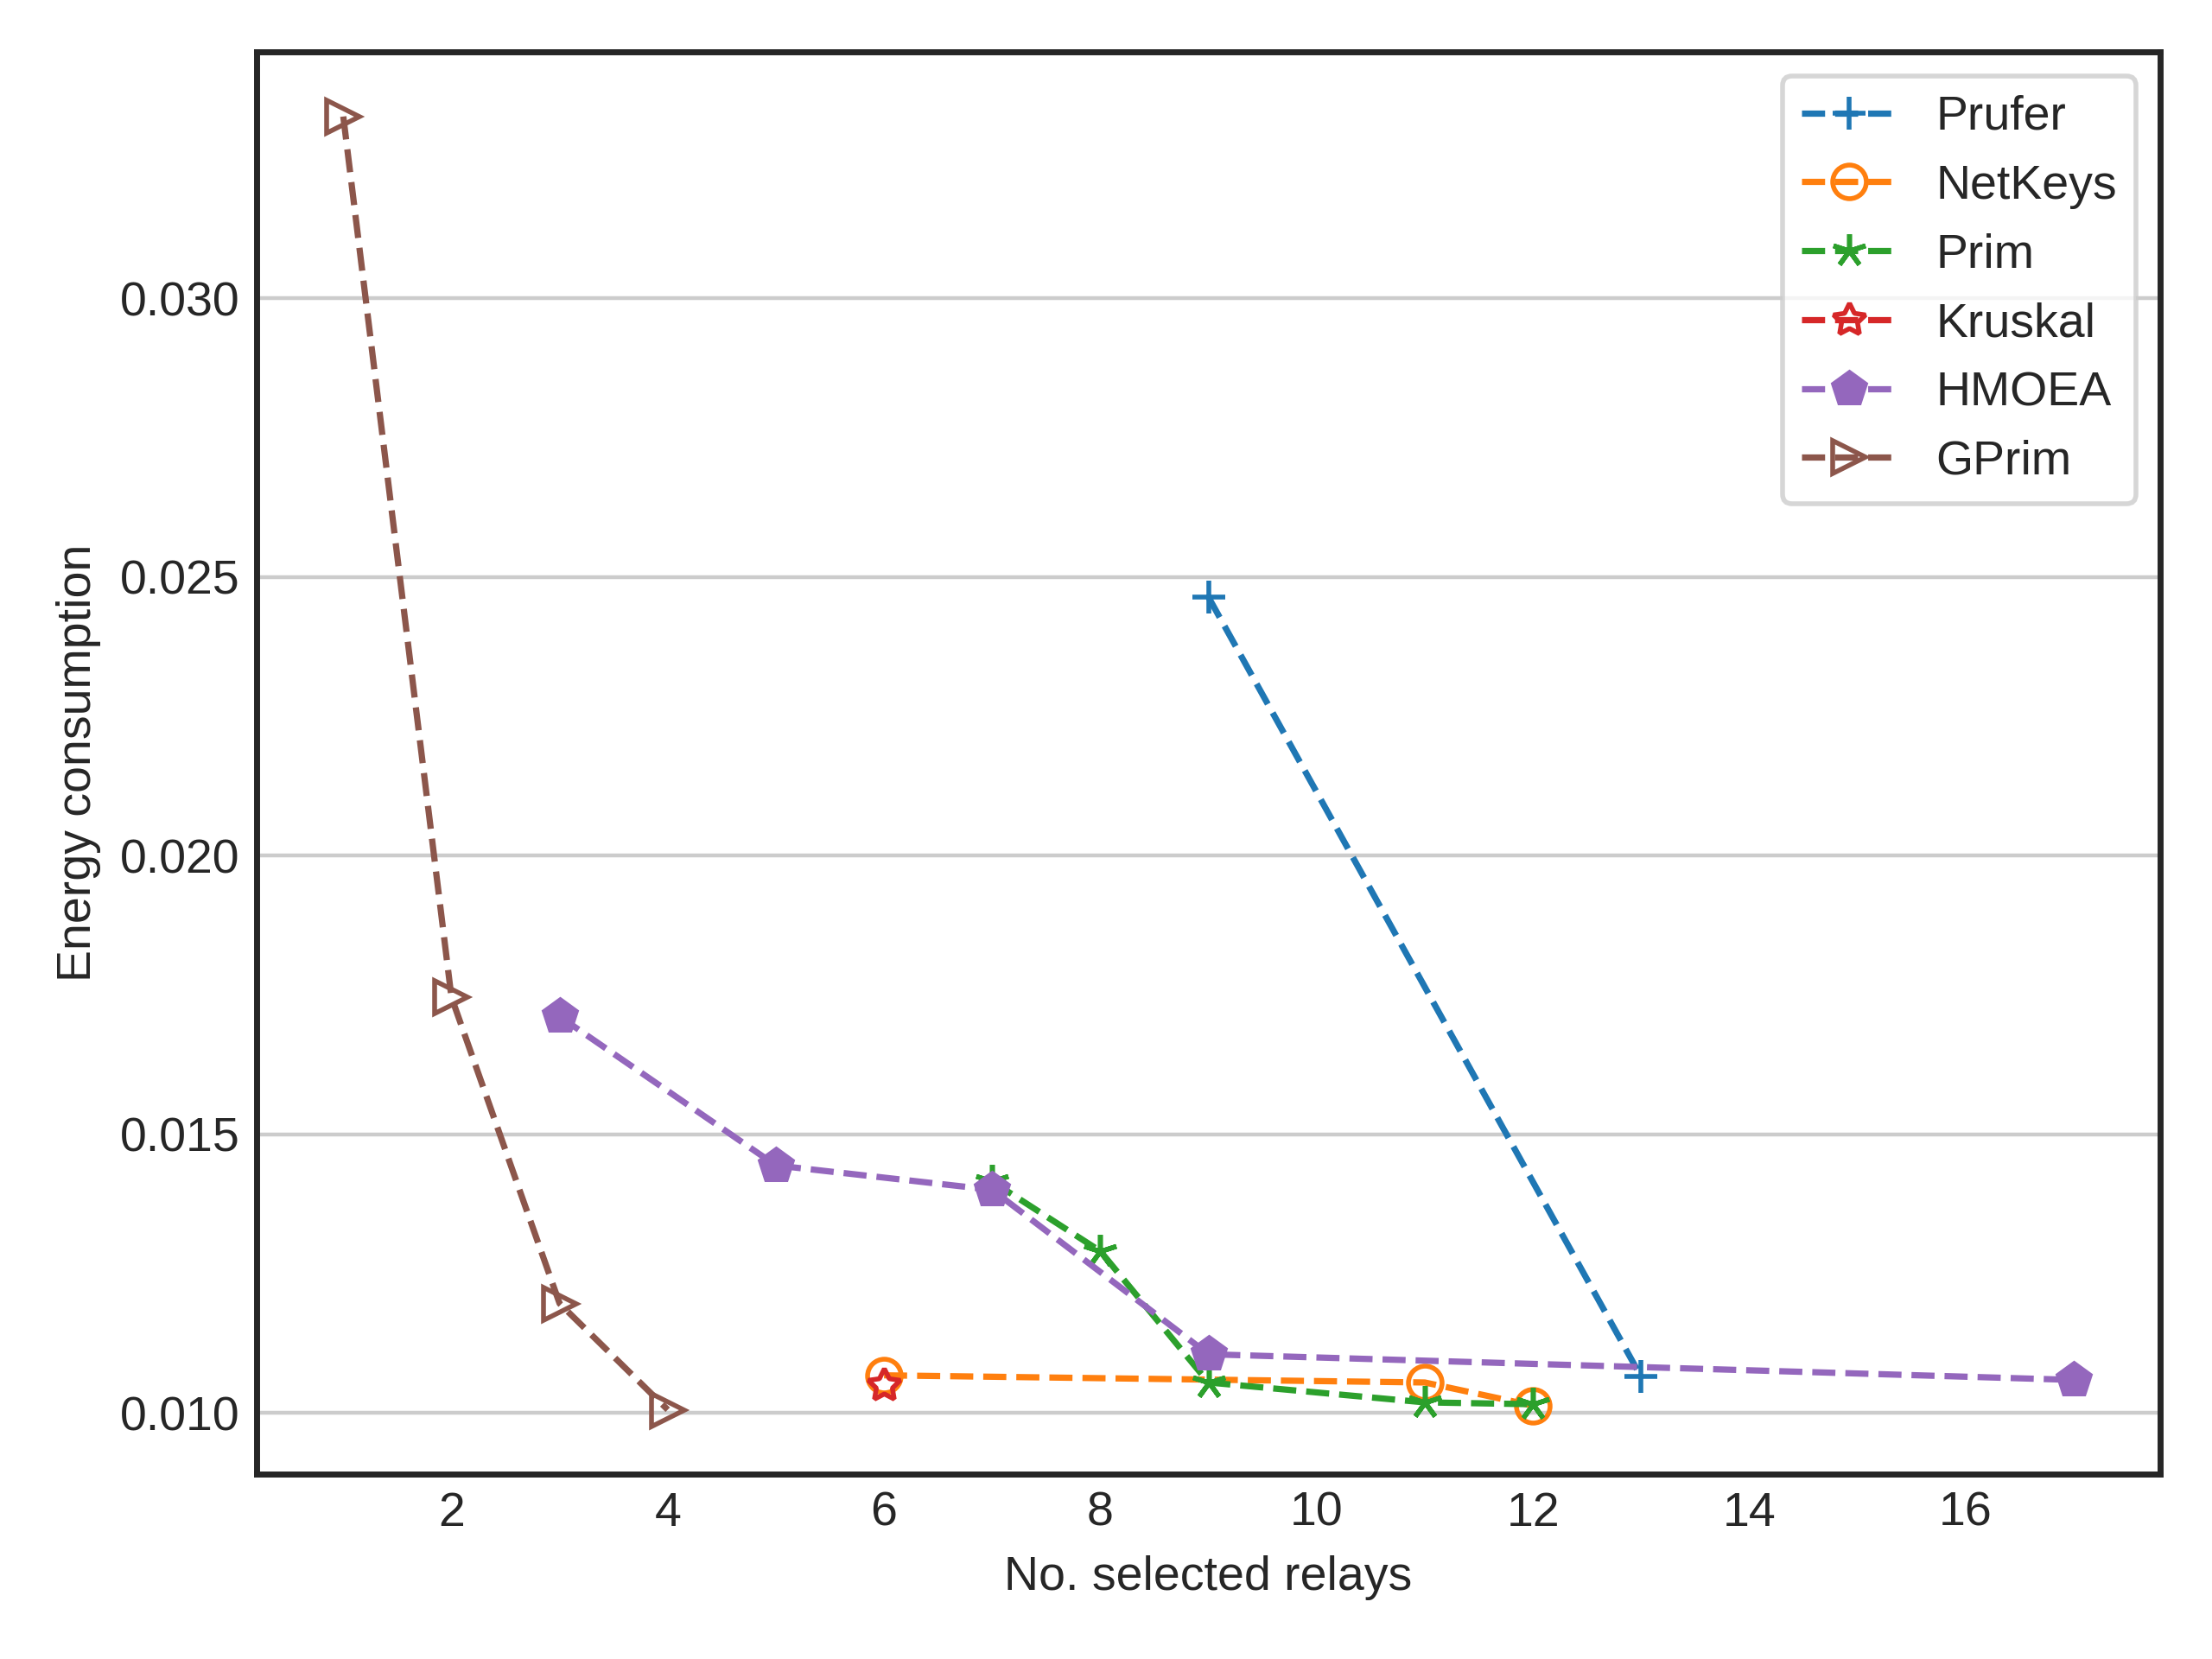 Prufer
NetKeys
Prim
Kruskal
HMOEA
GPrim
Energy consumption
0.030
0.025
0.020
0.015
0.010
2 4 6 8 10 12 14 16
No. selected relays